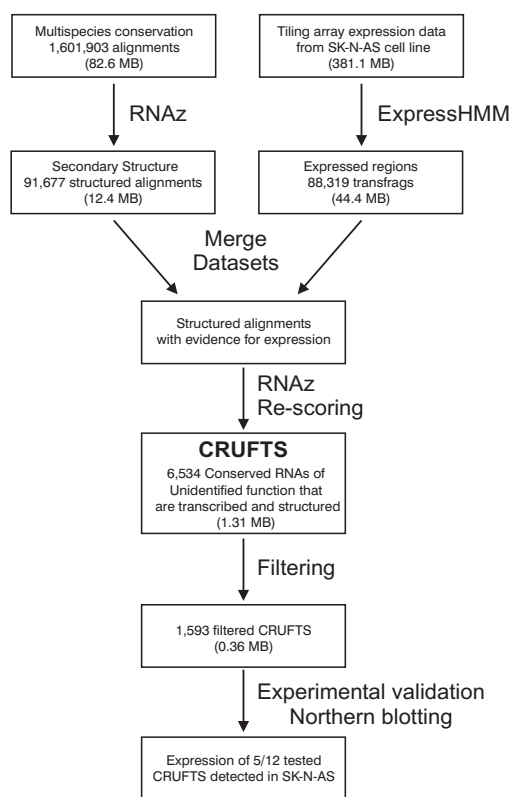 Multispecies conservation
1,601,903 alignments
(82.6 MB)
Tiling array expression data
from SK-N-AS cell line
(381.1 MB)
RNAz
ExpressHMM
Secondary Structure
91,677 structured alignments
(12.4 MB)
Expressed regions
88,319 transfrags
(44.4 MB)
Merge
Datasets
Structured alignments
with evidence for expression
RNAz
Re-scoring
CRUFTS
6,534 Conserved RNAs of
Unidentified function that
are transcribed and structured
(1.31 MB)
Filtering
1,593 filtered CRUFTS
(0.36 MB)
Experimental validation
Northern blotting
Expression of 5/12 tested
CRUFTS detected in SK-N-AS